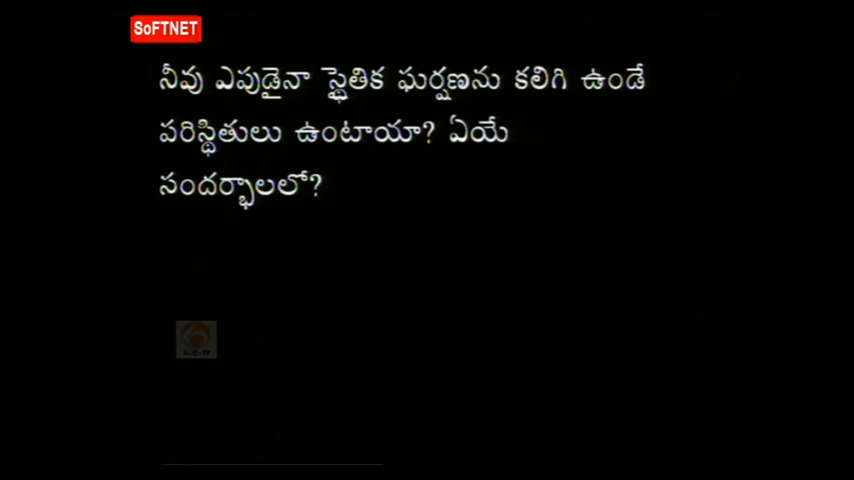 SoFTNET
నీవు ఎపుడైనా స్థైతిక ఘర్షణను కలిగి ఉండే
పరిస్థితులు ఉంటాయా? ఏయే
సందర్భాలలో?